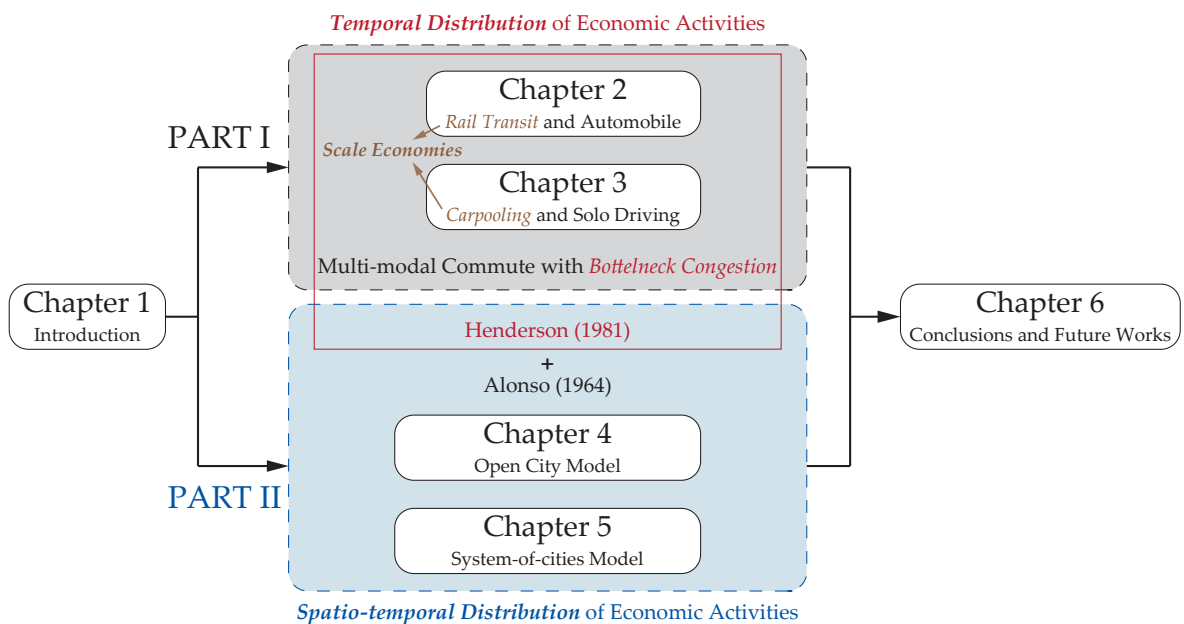 Temporal Distribution of Economic Activities
Chapter 2
Rail Transit and Automobile
PART I
Scale Economies
Chapter 3
Carpooling and Solo Driving
Multi-modal Commute with Bottelneck Congestion
Chapter 1
Introduction
Chapter 6
Conclusions and Future Works
Henderson (1981)
+
Alonso (1964)
Chapter 4
Open City Model
PART II
Chapter 5
System-of-cities Model
Spatio-temporal Distribution of Economic Activities